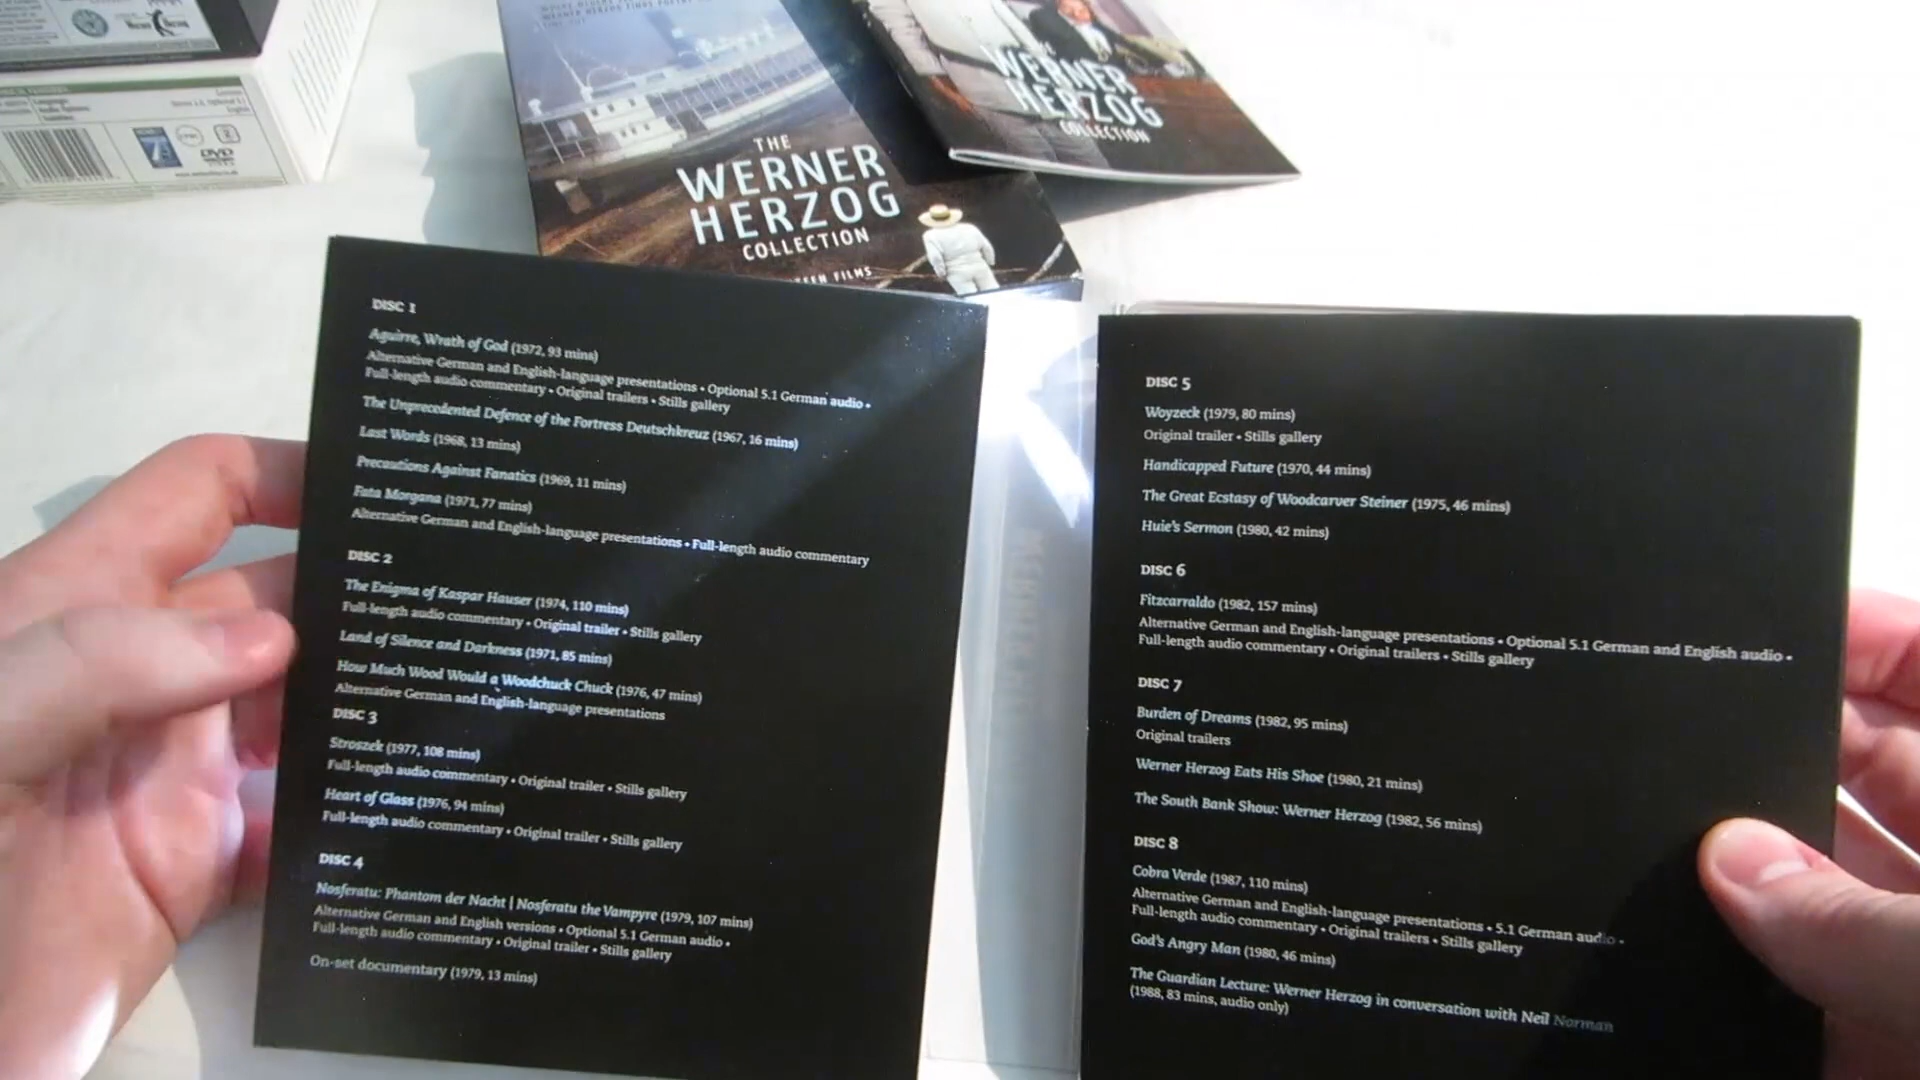 WERNER HERZOG FINDS POETRY
THE
WERNER
HERZOG
COLLECTION
TEEN FILMS
THE
WERNER
HERZOG
COLLECTION
DVD
DISC 1
Aguirre, Wrath of God (1972, 93 mins)
Alternative German and English-language presentations • Optional 5.1 German audio •
Full-length audio commentary • Original trailers • Stills gallery
The Unprecedented Defence of the Fortress Deutschkreuz (1967, 16 mins)
Last Words (1968, 13 mins)
Precautions Against Fanatics (1969, 11 mins)
Fata Morgana (1971, 77 mins)
Alternative German and English-language presentations • Full-length audio commentary
DISC 2
The Enigma of Kaspar Hauser (1974, 110 mins)
Full-length audio commentary • Original trailer • Stills gallery
Land of Silence and Darkness (1971, 85 mins)
How Much Wood Would a Woodchuck Chuck (1976, 47 mins)
Alternative German and English-language presentations
DISC 3
Stroszek (1977, 108 mins)
Full-length audio commentary • Original trailer • Stills gallery
Heart of Glass (1976, 94 mins)
Full-length audio commentary • Original trailer • Stills gallery
DISC 4
Nosferatu: Phantom der Nacht | Nosferatu the Vampyre (1979, 107 mins)
Alternative German and English versions • Optional 5.1 German audio •
Full-length audio commentary • Original trailer • Stills gallery
On-set documentary (1979, 13 mins)
DISC 5
Woyzeck (1979, 80 mins)
Original trailer • Stills gallery
Handicapped Future (1970, 44 mins)
The Great Ecstasy of Woodcarver Steiner (1975, 46 mins)
Huie's Sermon (1980, 42 mins)
DISC 6
Fitzcarraldo (1982, 157 mins)
Alternative German and English-language presentations • Optional 5.1 German and English audio •
Full-length audio commentary • Original trailers • Stills gallery
DISC 7
Burden of Dreams (1982, 95 mins)
Original trailers
Werner Herzog Eats His Shoe (1980, 21 mins)
The South Bank Show: Werner Herzog (1982, 56 mins)
DISC 8
Cobra Verde (1987, 110 mins)
Alternative German and English-language presentations • 5.1 German audio •
Full-length audio commentary • Original trailers • Stills gallery
God's Angry Man (1980, 46 mins)
The Guardian Lecture: Werner Herzog in conversation with Neil Norman
(1988, 83 mins, audio only)